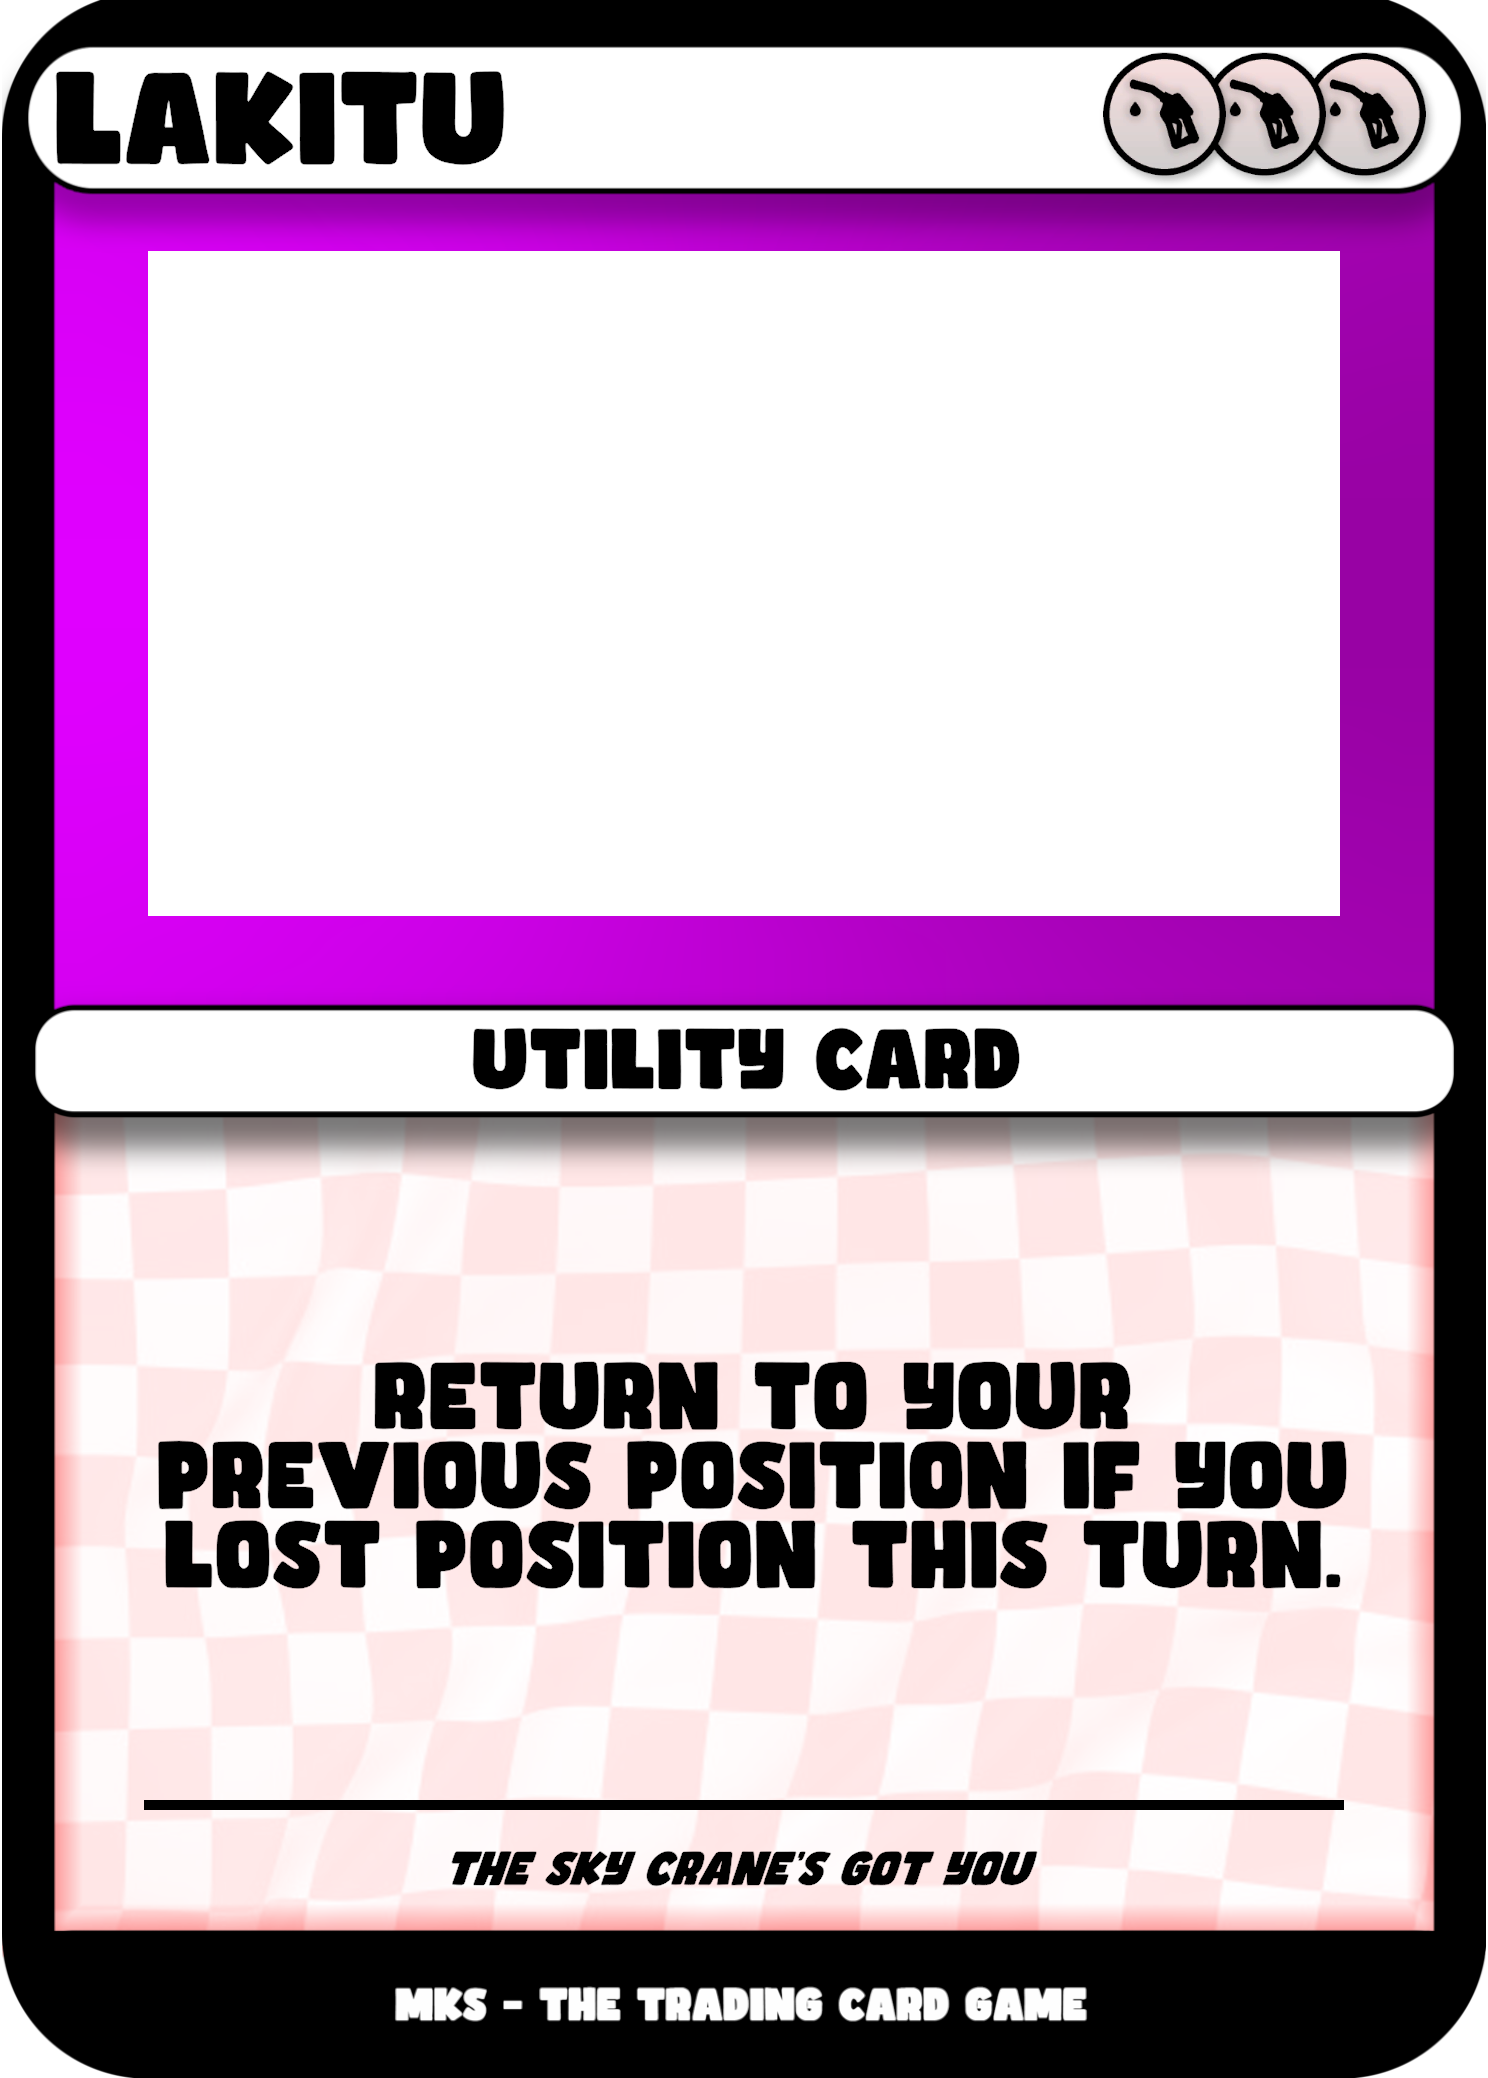 LAKITU
UTILITY CARD
RETURN TO YOUR
PREVIOUS POSITION IF YOU
LOST POSITION THIS TURN.
THE SKY CRANE'S GOT YOU
MKS - THE TRADING CARD GAME